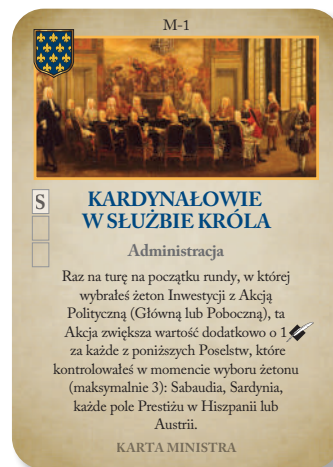 M-1
S
KARDYNAŁOWIE
W SŁUŻBIE KRÓLA
Administracja
Raz na turę na początku rundy, w której
wybrałeś żeton Inwestycji z Akcją
Polityczną (Główną lub Poboczną), ta
Akcja zwiększa wartość dodatkowo o 1
za każde z poniższych Poselstw, które
kontrolowałeś w momencie wyboru żetonu
(maksymalnie 3): Sabaudia, Sardynia,
każde pole Prestiżu w Hiszpanii lub
Austrii.
KARTA MINISTRA